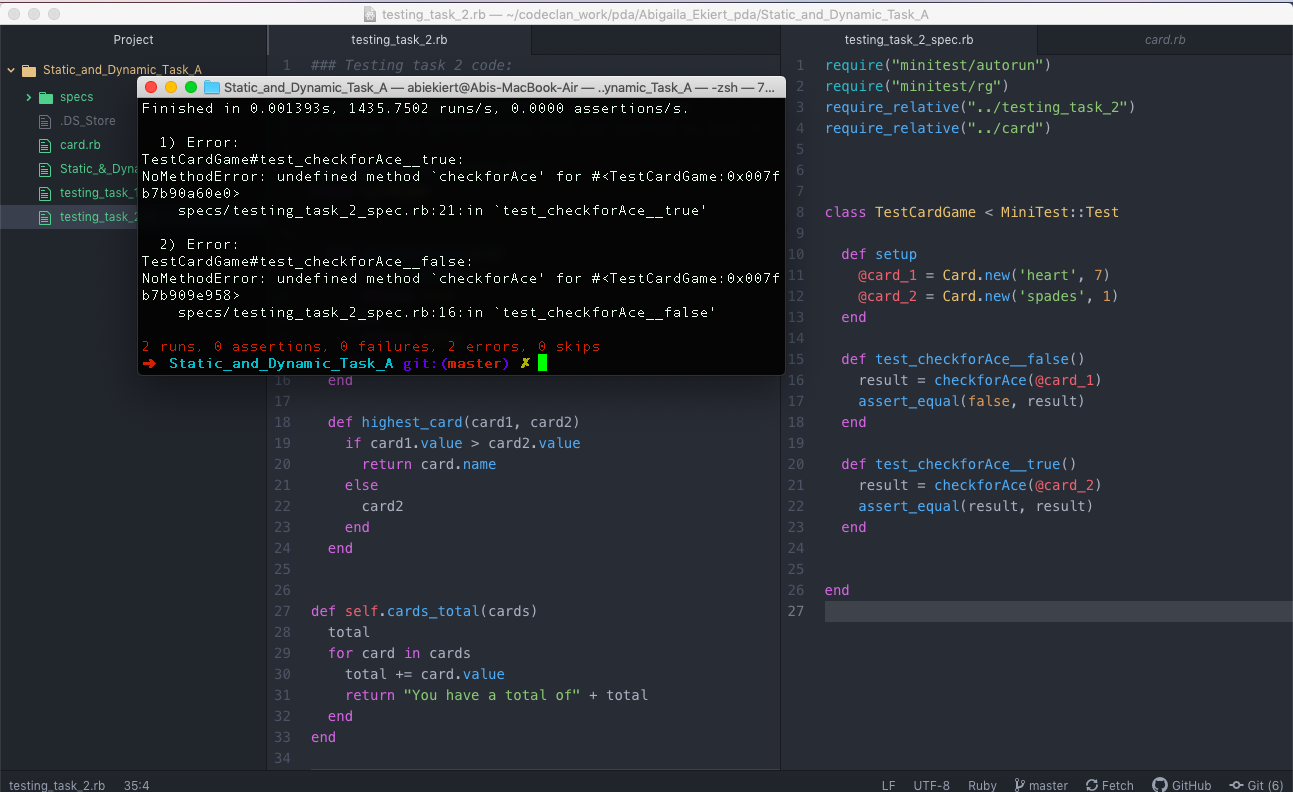 testing_task_2.rb — ~/codeclan_work/pda/Abigaila_Ekiert_pda/Static_and_Dynamic_Task_A
Project
Static_and_Dynamic_Task_A
specs
.DS_Store
card.rb
Static_&_Dyna
testing_task_
testing_task_2
testing_task_2.rb
1 ### Testing task 2 code:
Static_and_Dynamic_Task_A — abiekiert@Abis-MacBook-Air — ..ynamic_Task_A — -zsh — 7...
Finished in 0.001393s, 1435.7502 runs/s, 0.0000 assertions/s.
1) Error:
TestCardGame#test_checkforAce__true:
NoMethodError: undefined method `checkforAce' for #<TestCardGame:0x007f
b7b90a60e0>
specs/testing_task_2_spec.rb:21:in `test_checkforAce__true'
2) Error:
TestCardGame#test_checkforAce__false:
NoMethodError: undefined method `checkforAce' for #<TestCardGame:0x007f
b7b909e958>
specs/testing_task_2_spec.rb:16:in `test_checkforAce__false'
2 runs, 0 assertions, 0 failures, 2 errors, 0 skips
➜ Static_and_Dynamic_Task_A git:(master) ✗
16 end
17
18 def highest_card(card1, card2)
19 if card1.value > card2.value
20 return card.name
21 else
22 card2
23 end
24 end
25
26
27 def self.cards_total(cards)
28 total
29 for card in cards
30 total += card.value
31 return "You have a total of" + total
32 end
33 end
34
testing_task_2_spec.rb
card.rb
1 require("minitest/autorun")
2 require("minitest/rg")
3 require_relative("../testing_task_2")
4 require_relative("../card")
5
6
7
8 class TestCardGame < MiniTest::Test
9
10 def setup
11 @card_1 = Card.new('heart', 7)
12 @card_2 = Card.new('spades', 1)
13 end
14
15 def test_checkforAce__false()
16 result = checkforAce(@card_1)
17 assert_equal(false, result)
18 end
19
20 def test_checkforAce__true()
21 result = checkforAce(@card_2)
22 assert_equal(result, result)
23 end
24
25
26 end
27
testing_task_2.rb 35:4
LF UTF-8 Ruby master Fetch GitHub Git (6)